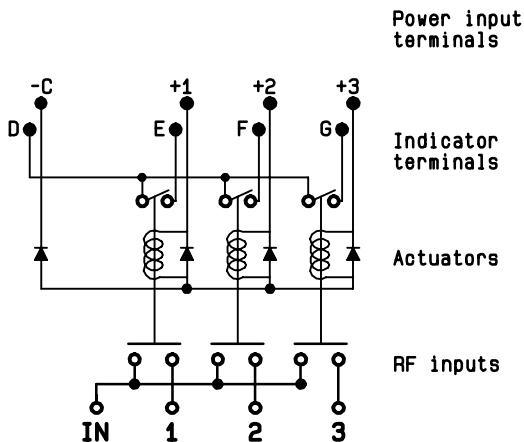 Power input
terminals
-C +1 +2 +3
D E F G
Indicator
terminals
Actuators
RF inputs
IN 1 2 3